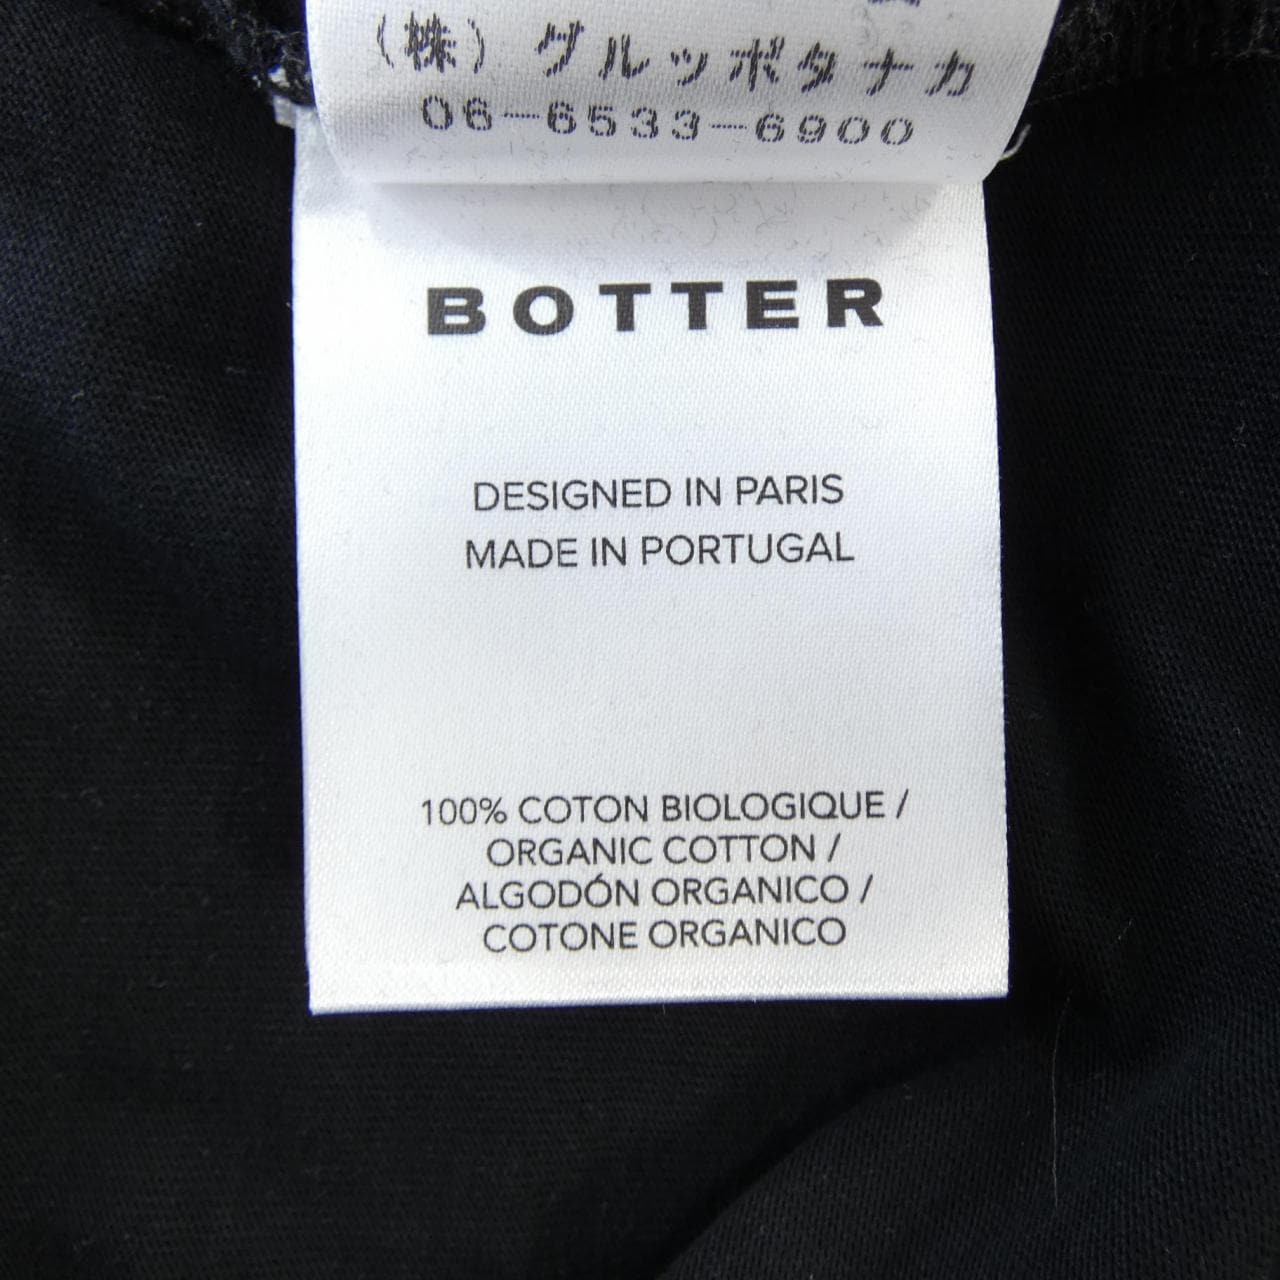 (株) グルッポタナカ
06-6533-6900
BOTTER
DESIGNED IN PARIS
MADE IN PORTUGAL
100% COTON BIOLOGIQUE /
ORGANIC COTTON /
ALGODÓN ORGANICO /
COTONE ORGANICO